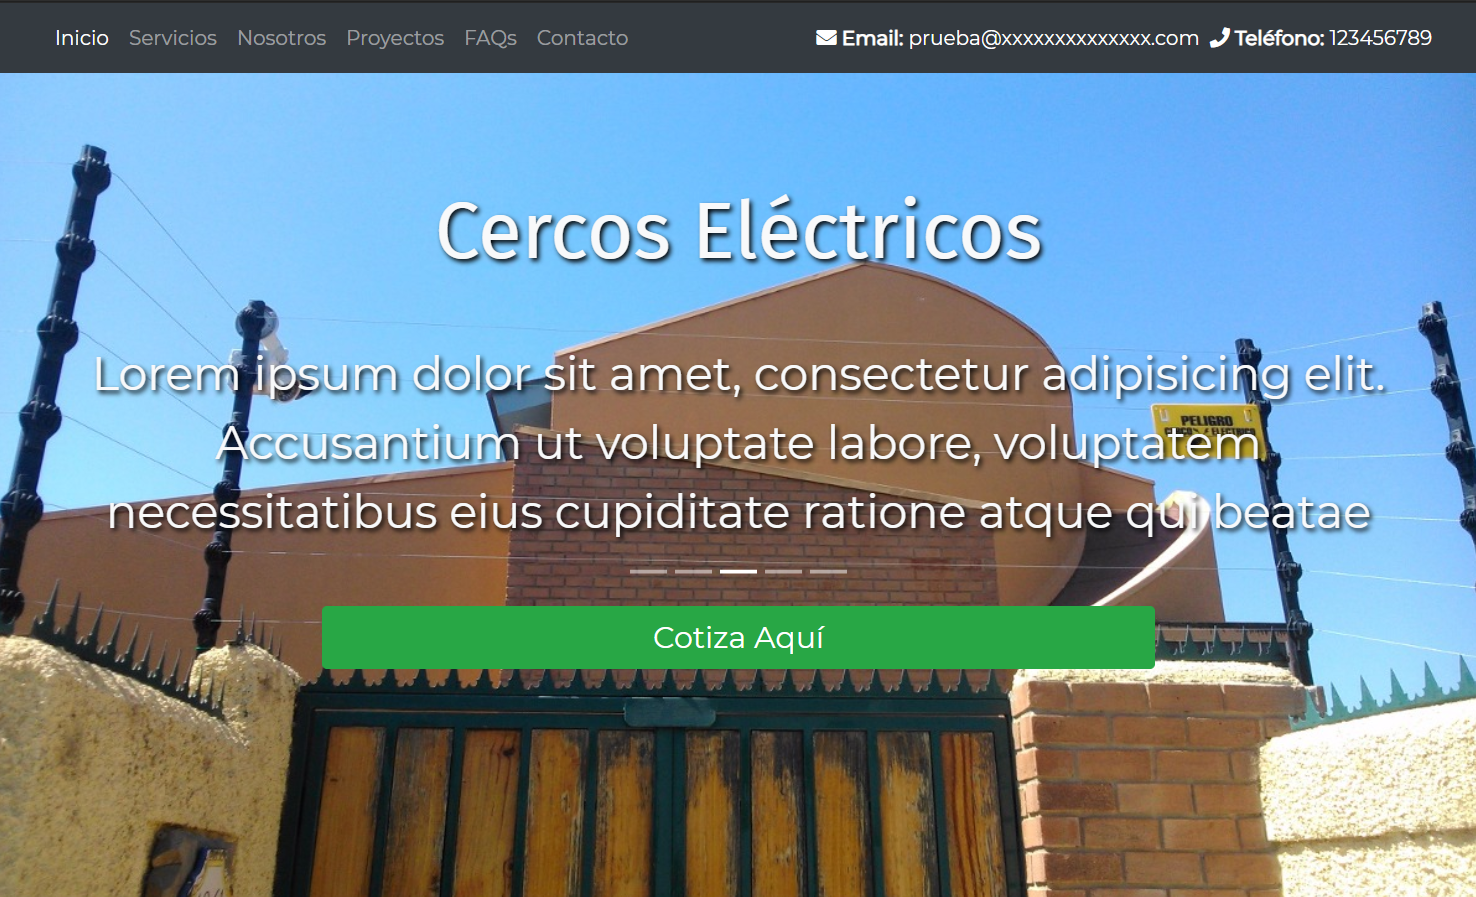 Inicio Servicios Nosotros Proyectos FAQs Contacto Email: prueba@xxxxxxxxxxxxxx.com Teléfono: 123456789
Cercos Eléctricos
Lorem ipsum dolor sit amet, consectetur adipisicing elit.
PELIGRO
Accusantium ut voluptate labore, voluptatem
necessitatibus eius cupiditate ratione atque qui beatae
Cotiza Aquí